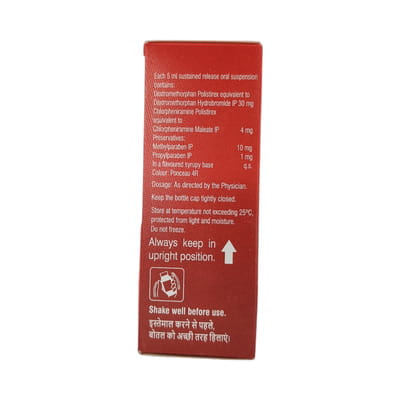 Each 5 ml sustained release oral suspension
contains:
Dextromethorphan Polistirex equivalent to
Dextromethorphan Hydrobromide IP 30 mg
Chlorpheniramine Polistirex
equivalent to
Chlorpheniramine Maleate IP 4 mg
Preservatives:
Methylparaben IP 10 mg
Propylparaben IP 1 mg
In a flavoured syrupy base q.s.
Colour: Ponceau 4R
Dosage: As directed by the Physician.
Keep the bottle cap tightly closed.
Store at temperature not exceeding 25°C,
protected from light and moisture.
Do not freeze.
Always keep in
upright position.
Shake well before use.
इस्तेमाल करने से पहले,
बोतल को अच्छी तरह हिलाएं।